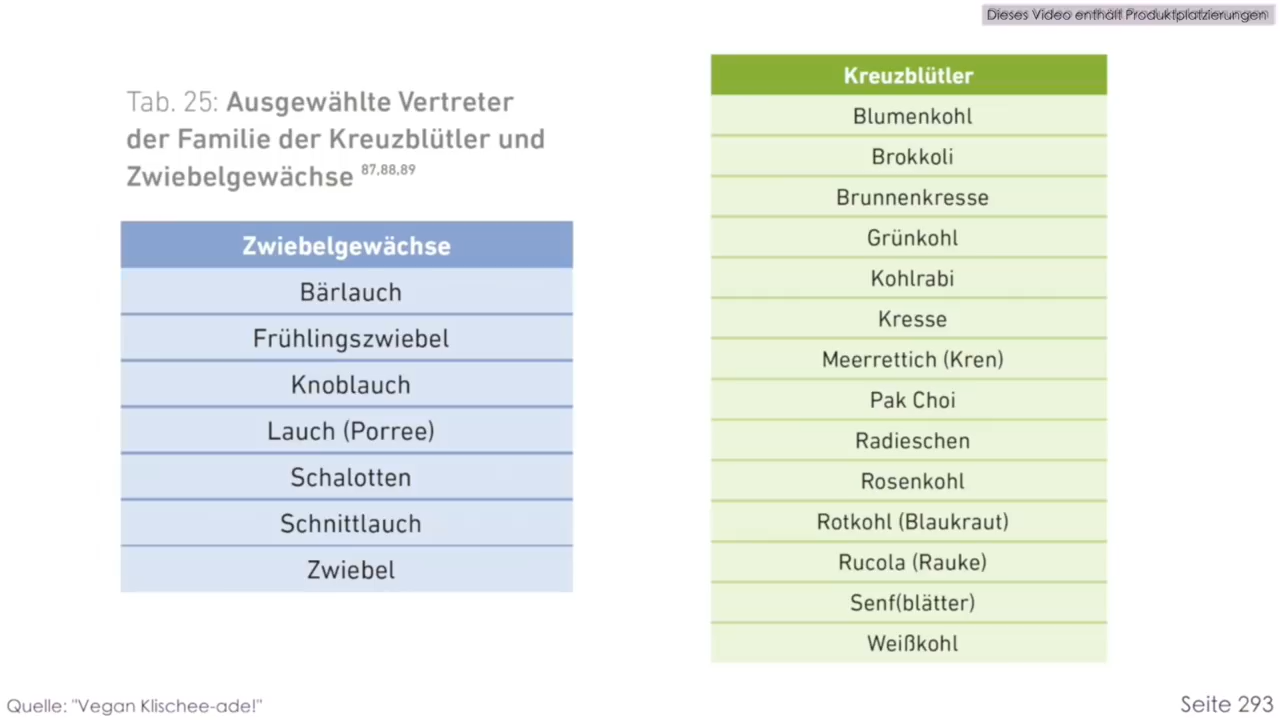 Dieses Video enthält Produktplatzierungen
Tab. 25: Ausgewählte Vertreter
der Familie der Kreuzblütler und
Zwiebelgewächse 87,88,89
Zwiebelgewächse
Bärlauch
Frühlingszwiebel
Knoblauch
Lauch (Porree)
Schalotten
Schnittlauch
Zwiebel
Kreuzblütler
Blumenkohl
Brokkoli
Brunnenkresse
Grünkohl
Kohlrabi
Kresse
Meerrettich (Kren)
Pak Choi
Radieschen
Rosenkohl
Rotkohl (Blaukraut)
Rucola (Rauke)
Senf(blätter)
Weißkohl
Quelle: "Vegan Klischee-ade!"
Seite 293